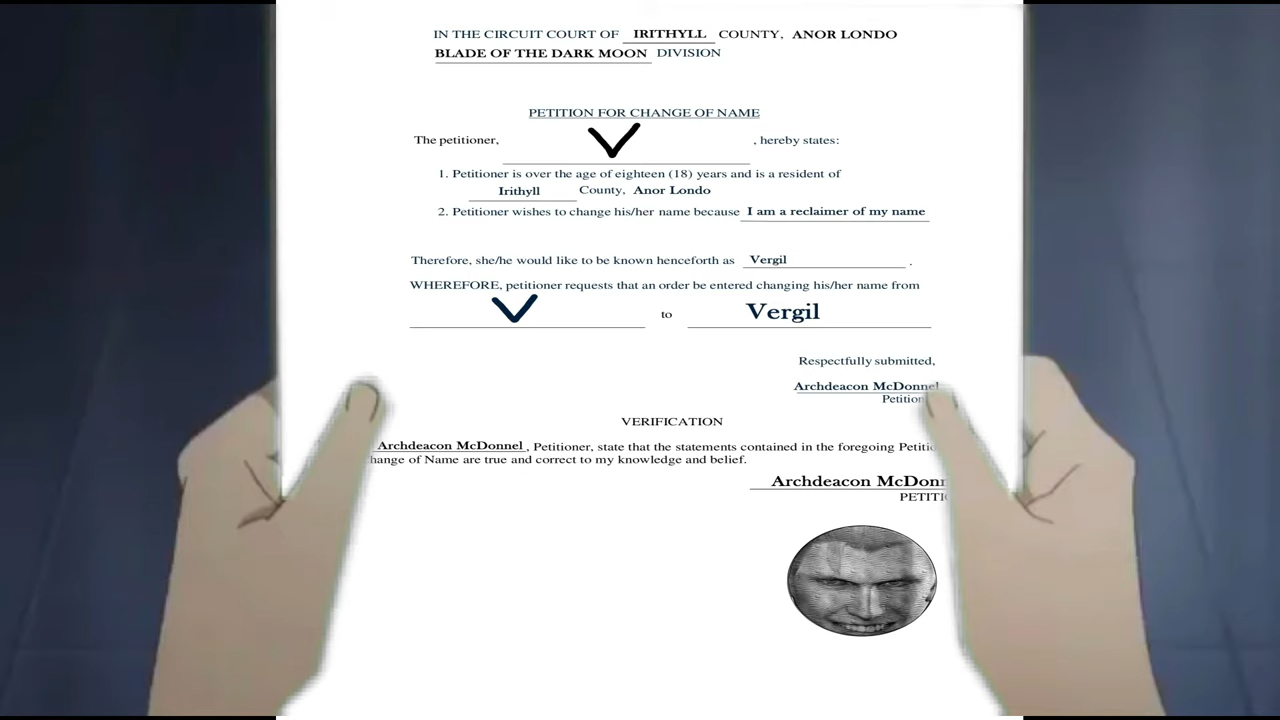 IN THE CIRCUIT COURT OF IRITHYLL COUNTY, ANOR LONDO
BLADE OF THE DARK MOON DIVISION
PETITION FOR CHANGE OF NAME
The petitioner, V, hereby states:
1. Petitioner is over the age of eighteen (18) years and is a resident of
Irithyll County, Anor Londo
2. Petitioner wishes to change his/her name because I am a reclaimer of my name
Therefore, she/he would like to be known henceforth as Vergil.
WHEREFORE, petitioner requests that an order be entered changing his/her name from
V to Vergil
Respectfully submitted,
Archdeacon McDonnel
Petition
VERIFICATION
Archdeacon McDonnel, Petitioner, state that the statements contained in the foregoing Petitio
hange of Name are true and correct to my knowledge and belief.
Archdeacon McDonn
PETITIO